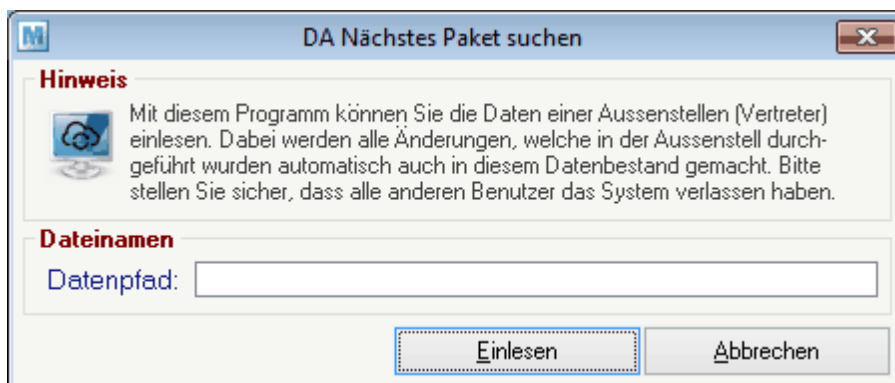 M
DA Nächstes Paket suchen
Hinweis
Mit diesem Programm können Sie die Daten einer Aussenstellen (Vertreter)
einlesen. Dabei werden alle Änderungen, welche in der Aussenstell durch-
geführt wurden automatisch auch in diesem Datenbestand gemacht. Bitte
stellen Sie sicher, dass alle anderen Benutzer das System verlassen haben.
Dateinamen
Datenpfad:
Einlesen Abbrechen